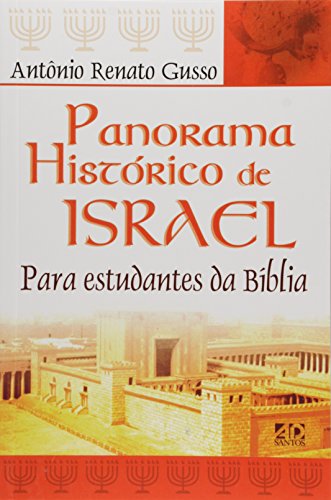 Antônio Renato Gusso
Panorama
Histórico de
ISRAEL
Para estudantes da Bíblia
AD
SANTOS